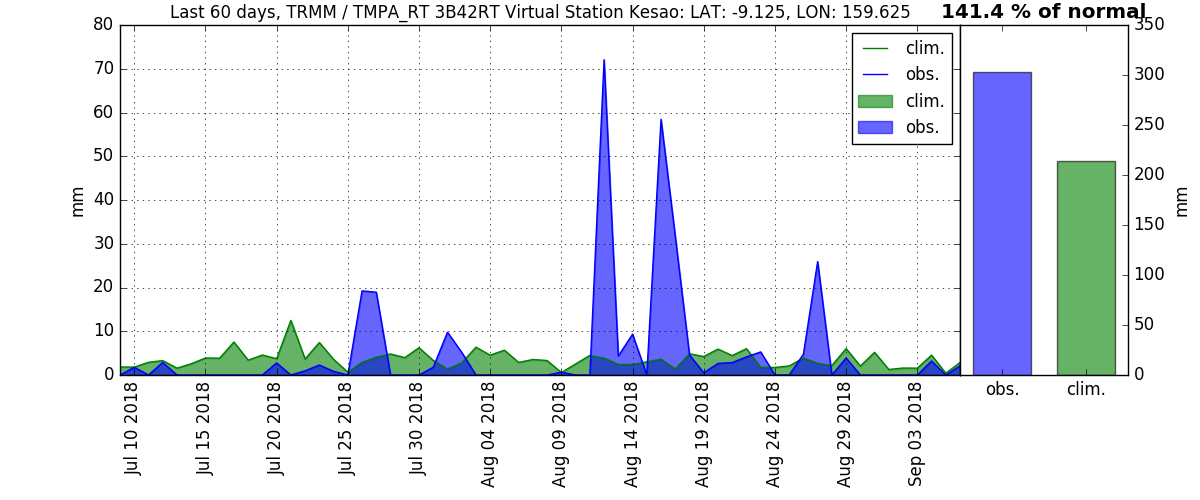 Last 60 days, TRMM / TMPA_RT 3B42RT Virtual Station Kesao: LAT: -9.125, LON: 159.625
141.4 % of normal
80
70
60
50
40
30
20
10
0
mm
clim.
obs.
clim.
obs.
350
300
250
200
150
100
50
0
mm
Jul 10 2018
Jul 15 2018
Jul 20 2018
Jul 25 2018
Jul 30 2018
Aug 04 2018
Aug 09 2018
Aug 14 2018
Aug 19 2018
Aug 24 2018
Aug 29 2018
Sep 03 2018
obs.
clim.